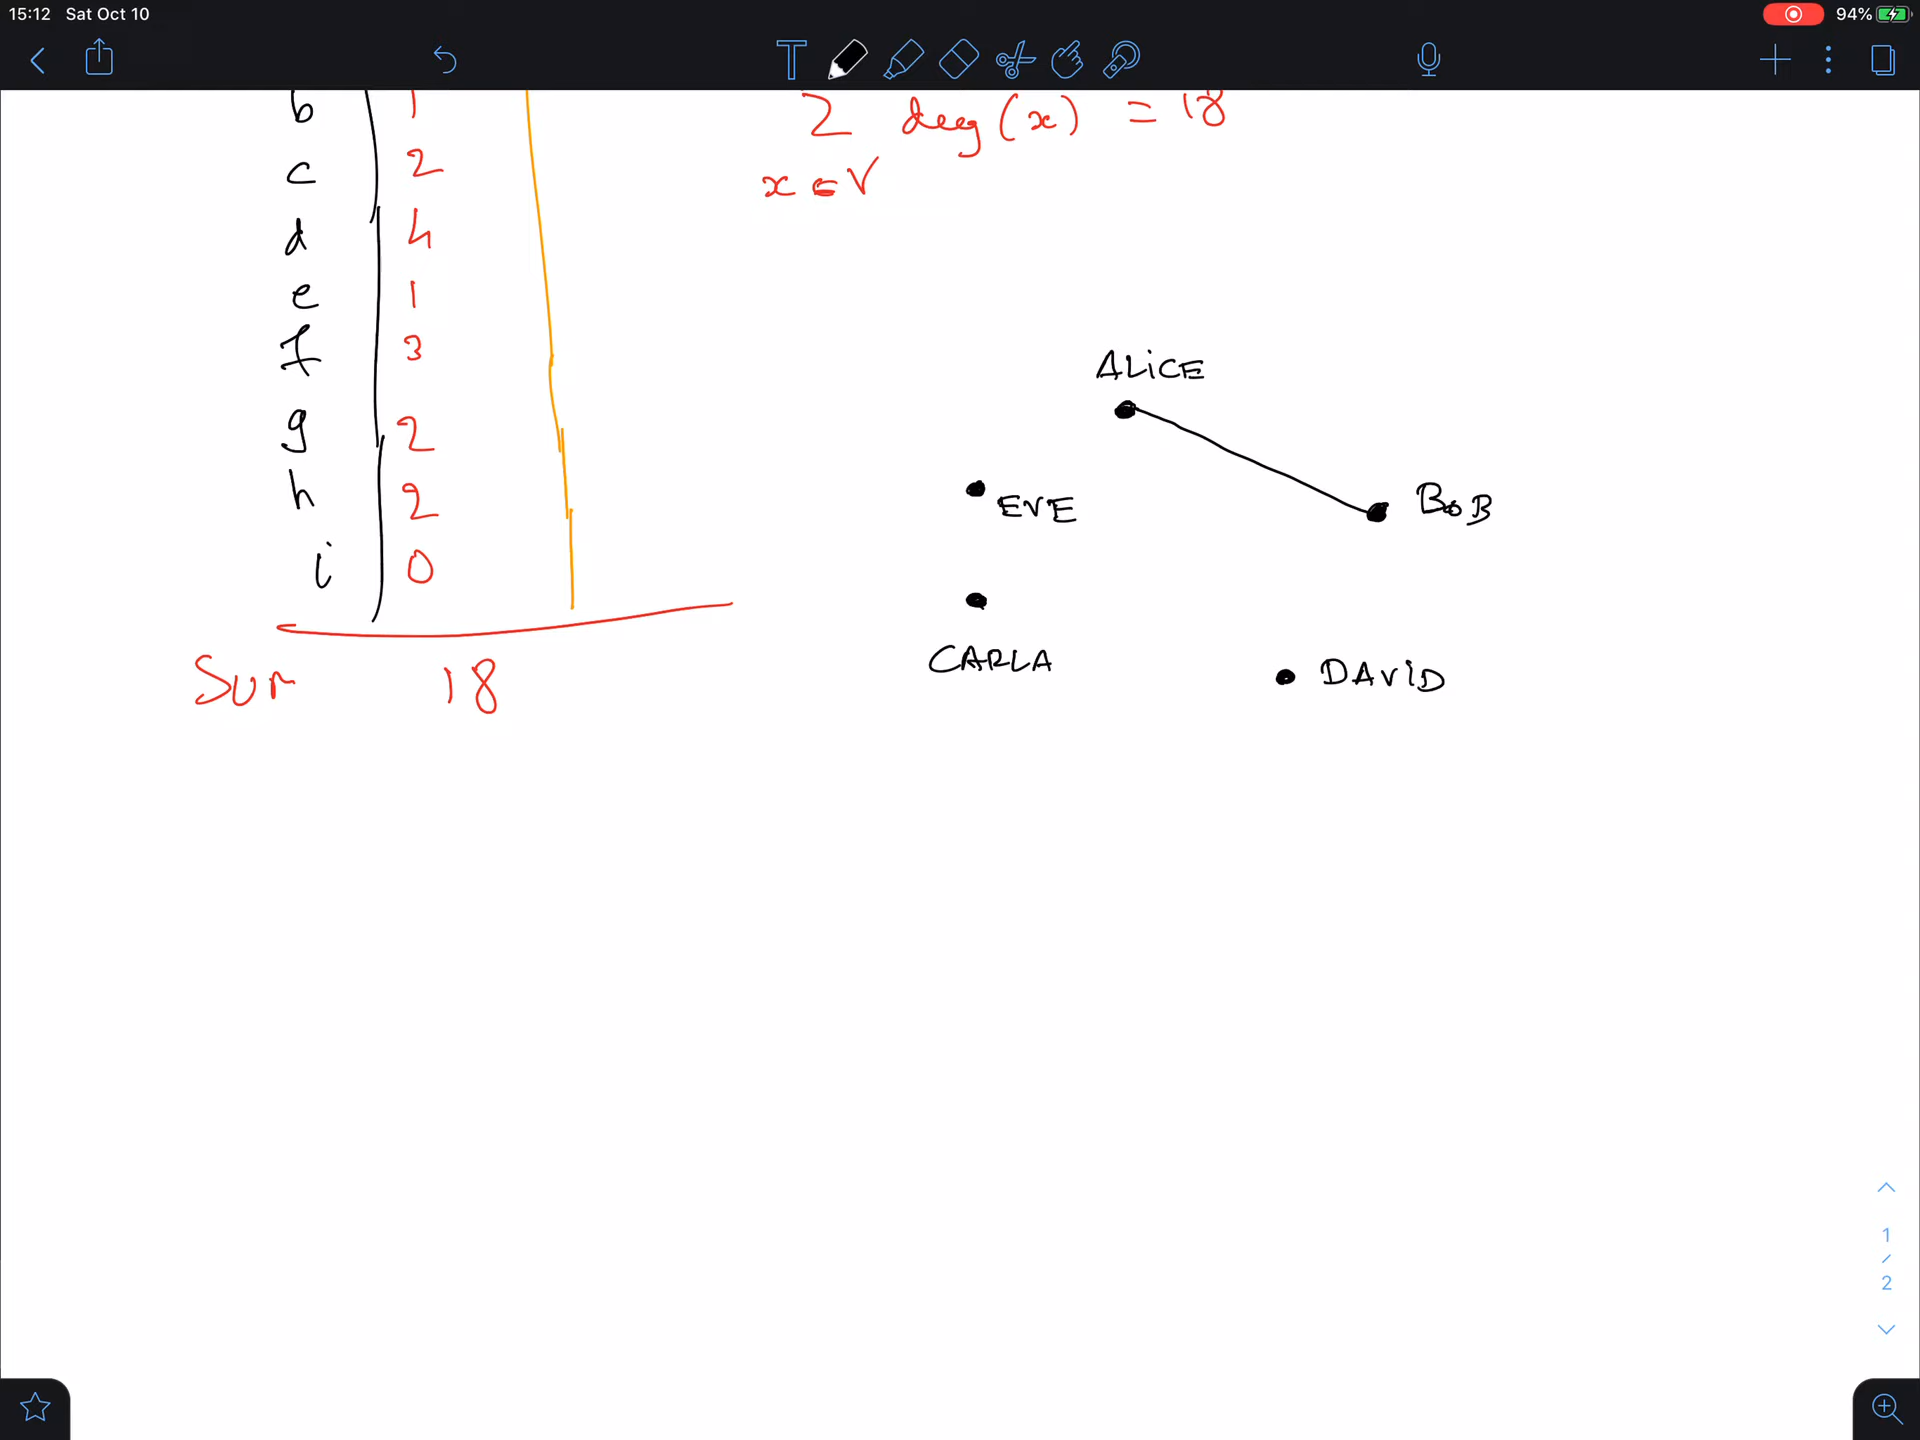 15:12 Sat Oct 10
94%
b 1
c 2
d 4
e 1
f 3
g 2
h 2
i 0
Sum 18
Σ deg(x) = 18
x ∈ V
ALiCE
EVE
BOB
CARLA
DAViD
1
/
2